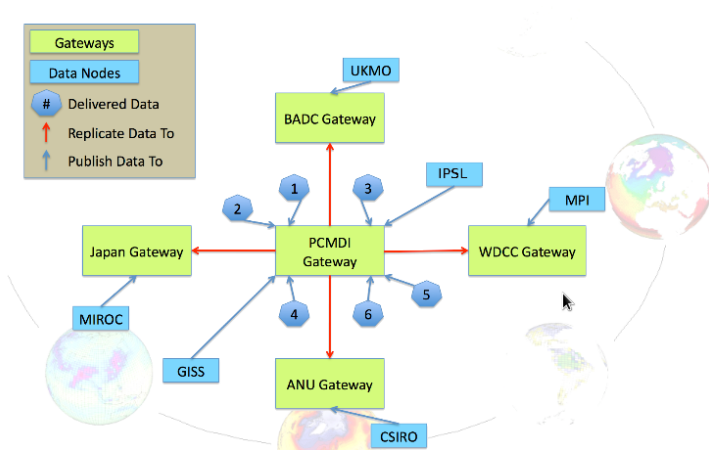 Gateways
Data Nodes
# Delivered Data
Replicate Data To
Publish Data To
UKMO
BADC Gateway
IPSL
1
3
2
MPI
Japan Gateway
PCMDI
Gateway
WDCC Gateway
MIROC
4
6
5
GISS
ANU Gateway
CSIRO